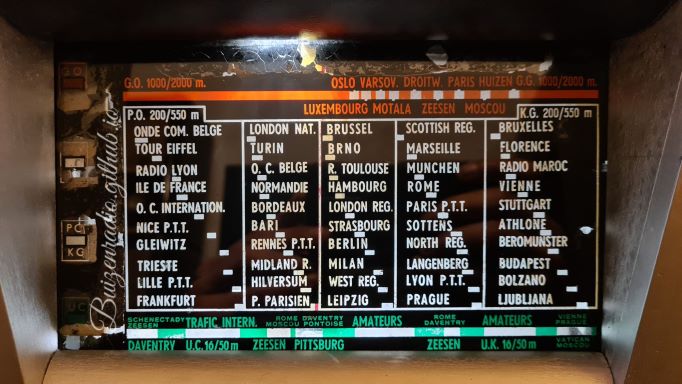 G.O. 1000/2000 m. OSLO VARSOV. DROITW. PARIS HUIZEN G.G. 1000/2000 m.
LUXEMBOURG MOTALA ZEESEN MOSCOU
P.O. 200/550 m K.G. 200/550 m
ONDE COM. BELGE LONDON NAT. BRUSSEL SCOTTISH REG. BRUXELLES
TOUR EIFFEL TURIN BRNO MARSEILLE FLORENCE
RADIO LYON O. C. BELGE R. TOULOUSE MUNCHEN RADIO MAROC
ILE DE FRANCE NORMANDIE HAMBOURG ROME VIENNE
O. C. INTERNATION. BORDEAUX LONDON REG. PARIS P.T.T. STUTTGART
NICE P.T.T. BARI STRASBOURG SOTTENS ATHLONE
GLEIWITZ RENNES P.T.T. BERLIN NORTH REG. BEROMUNSTER
TRIESTE MIDLAND R. MILAN LANGENBERG BUDAPEST
LILLE P.T.T. HILVERSUM WEST REG. LYON P.T.T. BOLZANO
FRANKFURT P. PARISIEN LEIPZIG PRAGUE LJUBLIANA
GO
PO
KG
Buizenradio.github.io
SCHENECTADY TRAFIC INTERN. ROME DAVENTRY AMATEURS ROME AMATEURS VIENNE
ZEESEN MOSCOU PONTOISE DAVENTRY PRAGUE
DAVENTRY U.C. 16/50 m ZEESEN PITTSBURG ZEESEN U.K. 16/50 m VATICAN
MOSCOU